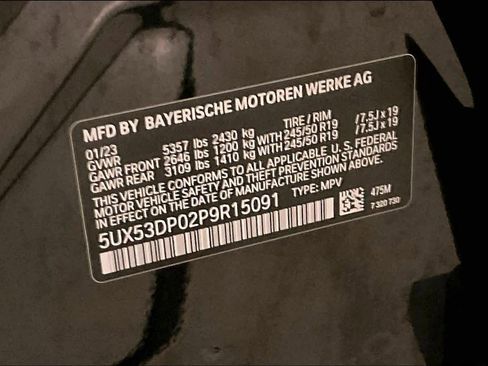 MFD BY BAYERISCHE MOTOREN WERKE AG
01/23 5357 lbs 2430 kg TIRE / RIM
GVWR
GAWR FRONT 2646 lbs 1200 kg WITH 245/50 R19 /7.5J x 19
GAWR REAR 3109 lbs 1410 kg WITH 245/50 R19 /7.5J x 19
THIS VEHICLE CONFORMS TO ALL APPLICABLE U. S. FEDERAL
MOTOR VEHICLE SAFETY AND THEFT PREVENTION STANDARDS
IN EFFECT ON THE DATE OF MANUFACTURE SHOWN ABOVE.
5UX53DP02P9R15091 TYPE: MPV
475M
7 320 730